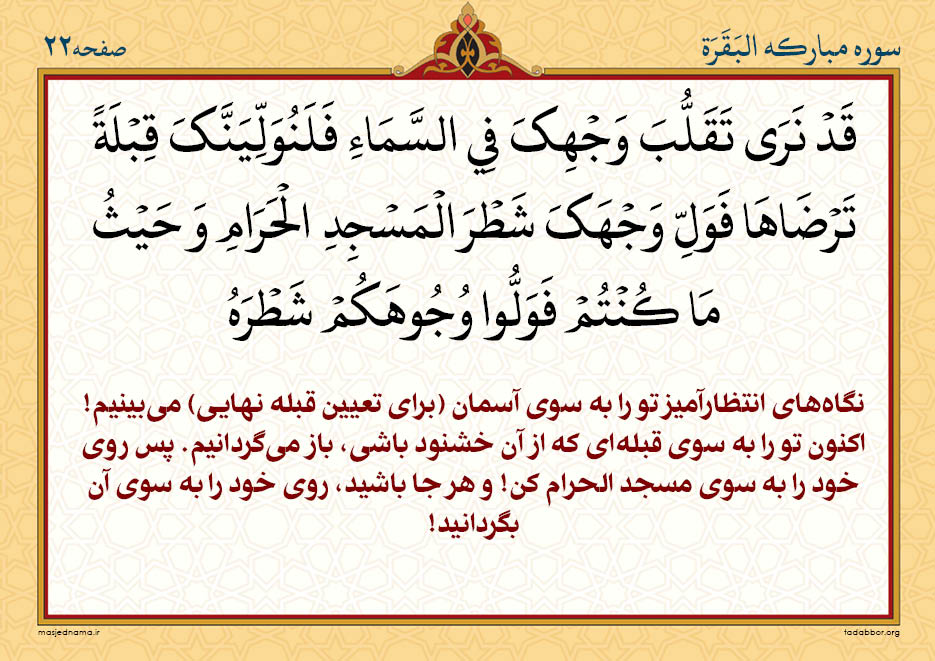 سوره مبارکه البَقَرَة
صفحه۲۲
قَدْ نَرَى تَقَلُّبَ وَجْهِكَ فِي السَّمَاءِ فَلَنُوَلِّيَنَّكَ قِبْلَةً
تَرْضَاهَا فَوَلِّ وَجْهَكَ شَطْرَ الْمَسْجِدِ الْحَرَامِ وَ حَيْثُ
مَا كُنْتُمْ فَوَلُّوا وُجُوهَكُمْ شَطْرَهُ
نگاه‌های انتظارآمیز تو را به سوی آسمان (برای تعیین قبله نهایی) می‌بینیم!
اکنون تو را به سوی قبله‌ای که از آن خشنود باشی، باز می‌گردانیم. پس روی
خود را به سوی مسجد الحرام کن! و هر جا باشید، روی خود را به سوی آن
بگردانید!
masjednama.ir
tadabbor.org